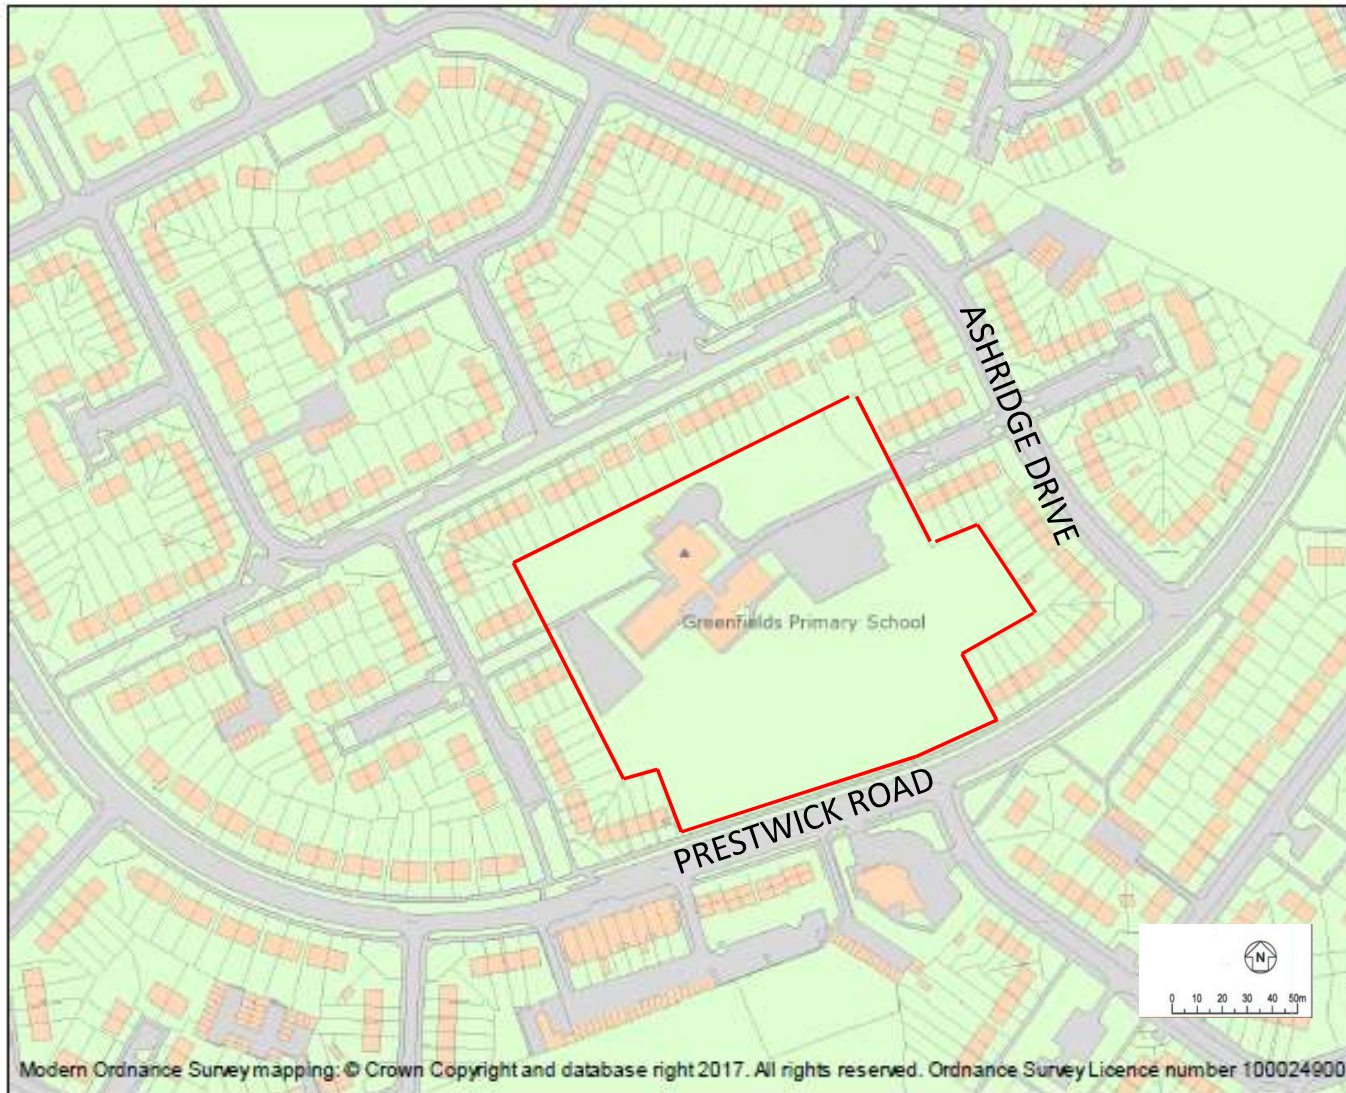 ASHRIDGE DRIVE
Greenfields Primary School
PRESTWICK ROAD
N
0 10 20 30 40 50m
Modern Ordnance Survey mapping: © Crown Copyright and database right 2017. All rights reserved. Ordnance Survey Licence number 100024900